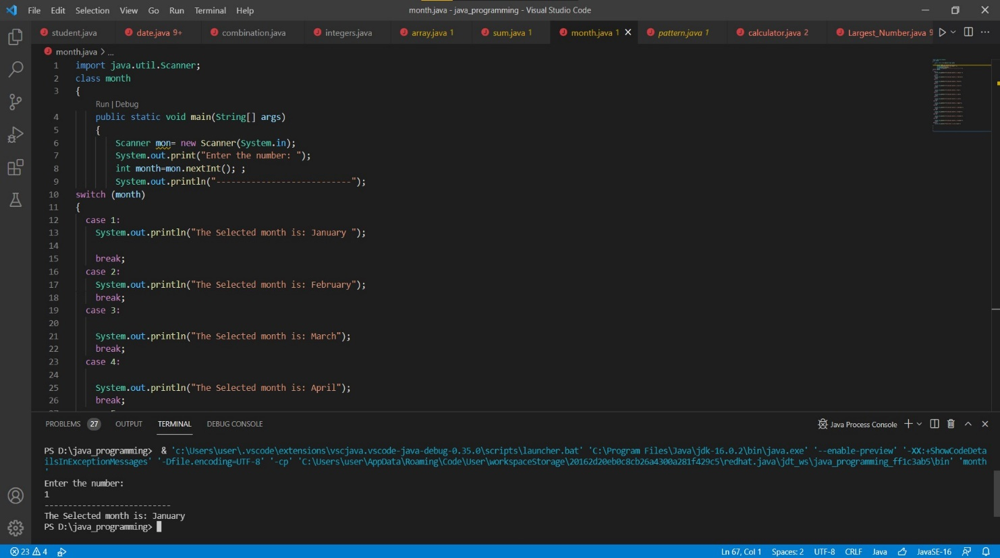 File Edit Selection View Go Run Terminal Help month.java - java_programming - Visual Studio Code
student.java date.java 9+ combination.java integers.java array.java 1 sum.java 1 month.java 1 pattern.java 1 calculator.java 2 Largest_Number.java 9
month.java > ...
1 import java.util.Scanner;
2 class month
3 {
Run | Debug
4 public static void main(String[] args)
5 {
6 Scanner mon= new Scanner(System.in);
7 System.out.print("Enter the number: ");
8 int month=mon.nextInt(); ;
9 System.out.println("---------------------------");
10 switch (month)
11 {
12 case 1:
13 System.out.println("The Selected month is: January ");
14
15 break;
16 case 2:
17 System.out.println("The Selected month is: February");
18 break;
19 case 3:
20
21 System.out.println("The Selected month is: March");
22 break;
23 case 4:
24
25 System.out.println("The Selected month is: April");
26 break;
PROBLEMS 27 OUTPUT TERMINAL DEBUG CONSOLE Java Process Console
PS D:\java_programming> & 'c:\Users\user\.vscode\extensions\vscjava.vscode-java-debug-0.35.0\scripts\launcher.bat' 'C:\Program Files\Java\jdk-16.0.2\bin\java.exe' '--enable-preview' '-XX:+ShowCodeDeta
ilsInExceptionMessages' '-Dfile.encoding=UTF-8' '-cp' 'C:\Users\user\AppData\Roaming\Code\User\workspaceStorage\20162d20eb0c8cb26a4300a281f429c5\redhat.java\jdt_ws\java_programming_ff1c3ab5\bin' 'month
'
Enter the number:
1
---------------------------
The Selected month is: January
PS D:\java_programming>
23 4 Ln 67, Col 1 Spaces: 2 UTF-8 CRLF Java JavaSE-16